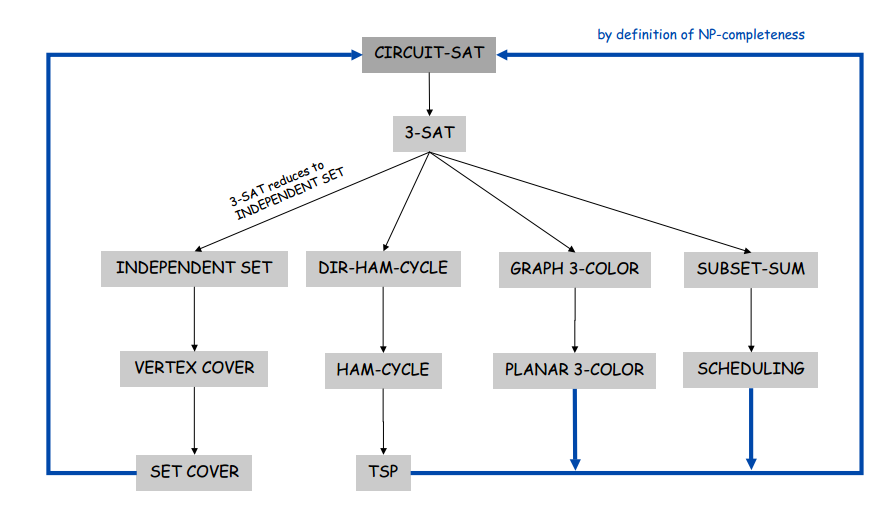 by definition of NP-completeness
CIRCUIT-SAT
3-SAT
3-SAT reduces to
INDEPENDENT SET
INDEPENDENT SET
DIR-HAM-CYCLE
GRAPH 3-COLOR
SUBSET-SUM
VERTEX COVER
HAM-CYCLE
PLANAR 3-COLOR
SCHEDULING
SET COVER
TSP